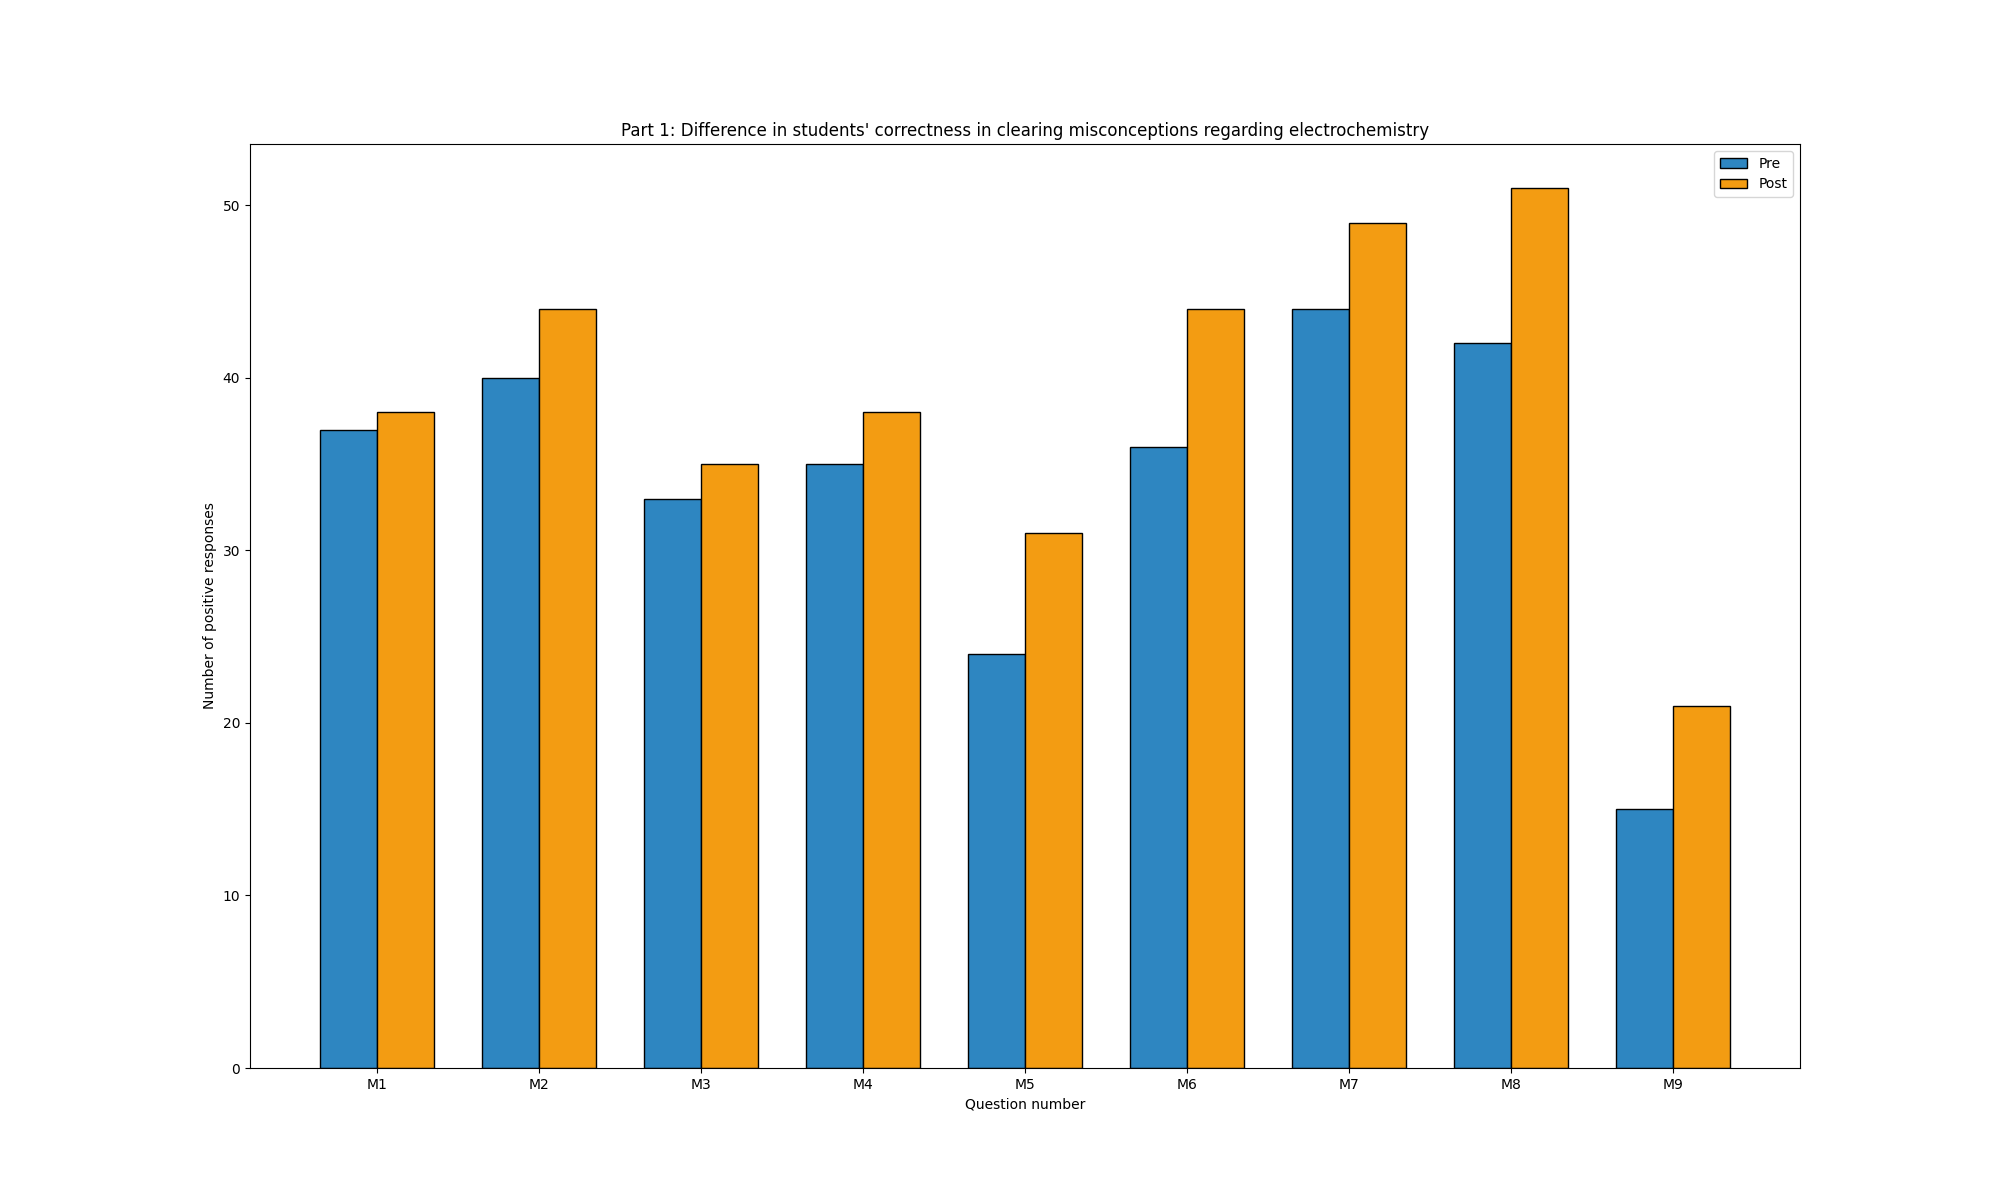 Part 1: Difference in students' correctness in clearing misconceptions regarding electrochemistry
Pre
Post
50
40
30
20
10
0
Number of positive responses
M1 M2 M3 M4 M5 M6 M7 M8 M9
Question number